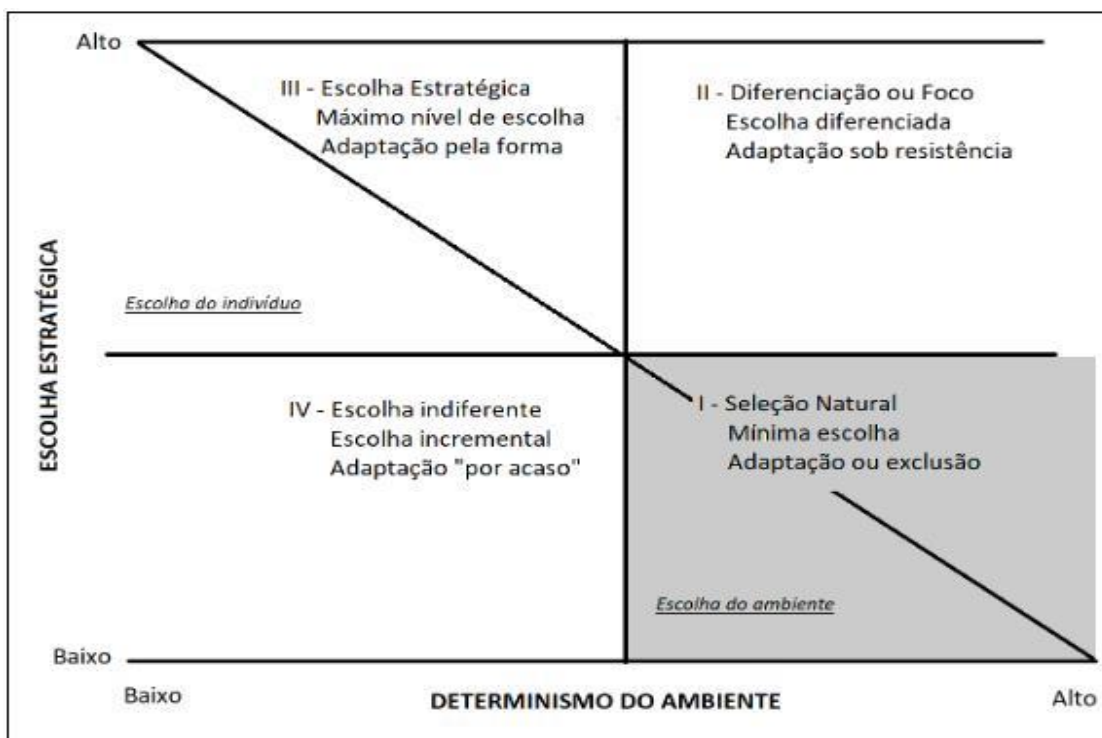 Alto
III - Escolha Estratégica
Máximo nível de escolha
Adaptação pela forma
II - Diferenciação ou Foco
Escolha diferenciada
Adaptação sob resistência
ESCOLHA ESTRATÉGICA
Escolha do indivíduo
IV - Escolha indiferente
Escolha incremental
Adaptação "por acaso"
I - Seleção Natural
Mínima escolha
Adaptação ou exclusão
Escolha do ambiente
Baixo
Baixo
DETERMINISMO DO AMBIENTE
Alto